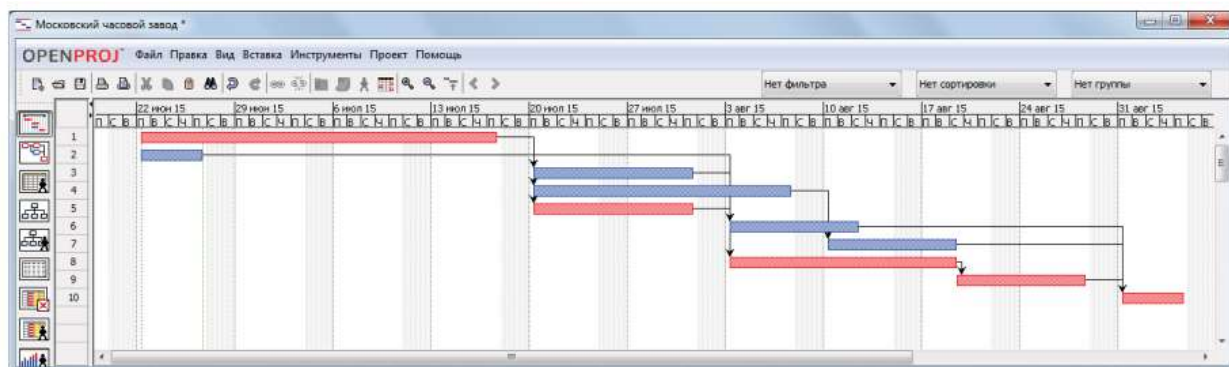 Московский часовой завод *
OPENPROJ Файл Правка Вид Вставка Инструменты Проект Помощь
Нет фильтра Нет сортировки Нет группы
22 июн 15 29 июн 15 6 июл 15 13 июл 15 20 июл 15 27 июл 15 3 авг 15 10 авг 15 17 авг 15 24 авг 15 31 авг 15
П С В П В С Ч П С В П В С Ч П С В П В С Ч П С В П В С Ч П С В П В С Ч П С В П В С Ч П С В П В С Ч П С В П В С Ч П С В П В С Ч П С В П В С Ч П С В П В С Ч П С В
1
2
3
4
5
6
7
8
9
10